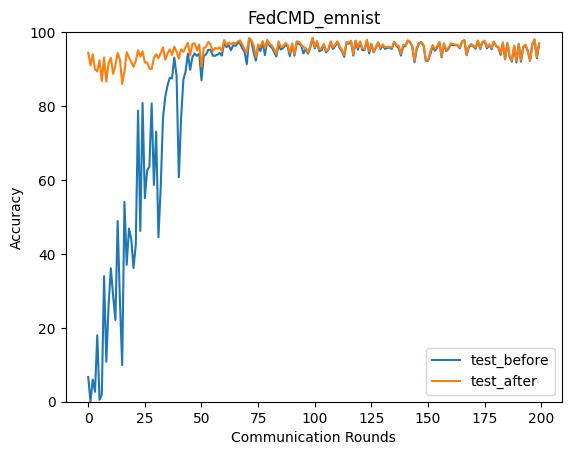 FedCMD_emnist
Accuracy
100
80
60
40
20
0
0 25 50 75 100 125 150 175 200
Communication Rounds
test_before
test_after